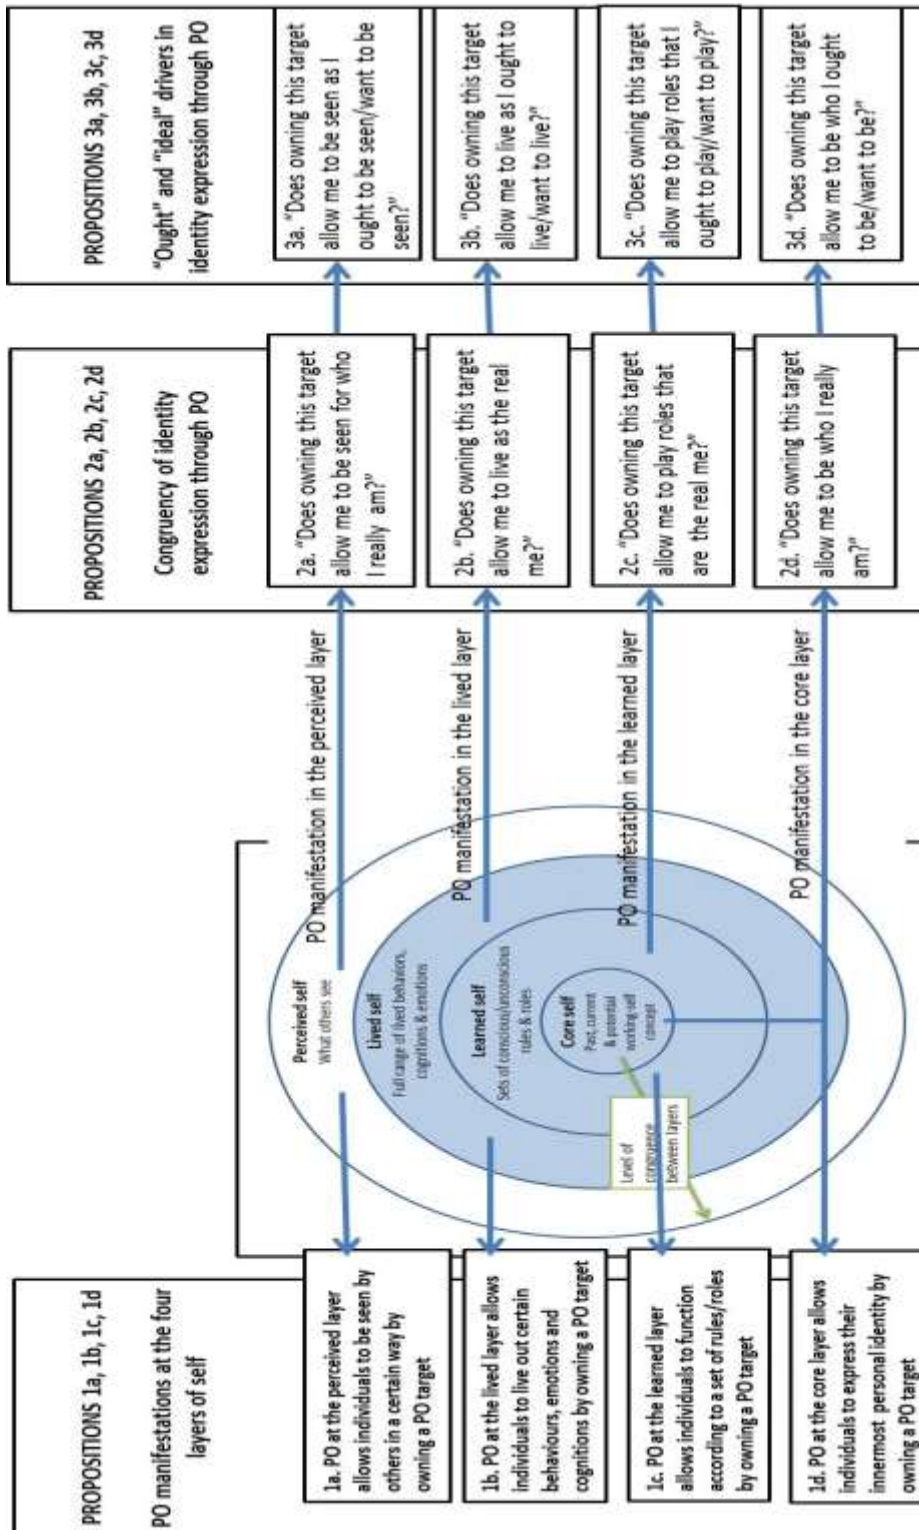 PROPOSITIONS 1a, 1b, 1c, 1d
PO manifestations at the four
layers of self
1a. PO at the perceived layer
allows individuals to be seen by
others in a certain way by
owning a PO target
1b. PO at the lived layer allows
individuals to live out certain
behaviours, emotions and
cognitions by owning a PO target
1c. PO at the learned layer
allows individuals to function
according to a set of rules/roles
by owning a PO target
1d. PO at the core layer allows
individuals to express their
innermost personal identity by
owning a PO target
Perceived self
What others see
Lived self
Full range of lived behaviors,
cognitions & emotions
Learned self
Sets of conscious/unconscious
rules & roles
Core self
Past, current
& potential
working self
concept
Level of
congruence
between layers
PO manifestation in the perceived layer
PO manifestation in the lived layer
PO manifestation in the learned layer
PO manifestation in the core layer
PROPOSITIONS 2a, 2b, 2c, 2d
Congruency of identity
expression through PO
2a. “Does owning this target
allow me to be seen for who
I really am?”
2b. “Does owning this target
allow me to live as the real
me?”
2c. “Does owning this target
allow me to play roles that
are the real me?”
2d. “Does owning this target
allow me to be who I really
am?”
PROPOSITIONS 3a, 3b, 3c, 3d
“Ought” and “ideal” drivers in
identity expression through PO
3a. “Does owning this target
allow me to be seen as I
ought to be seen/want to be
seen?”
3b. “Does owning this target
allow me to live as I ought to
live/want to live?”
3c. “Does owning this target
allow me to play roles that I
ought to play/want to play?”
3d. “Does owning this target
allow me to be who I ought
to be/want to be?”